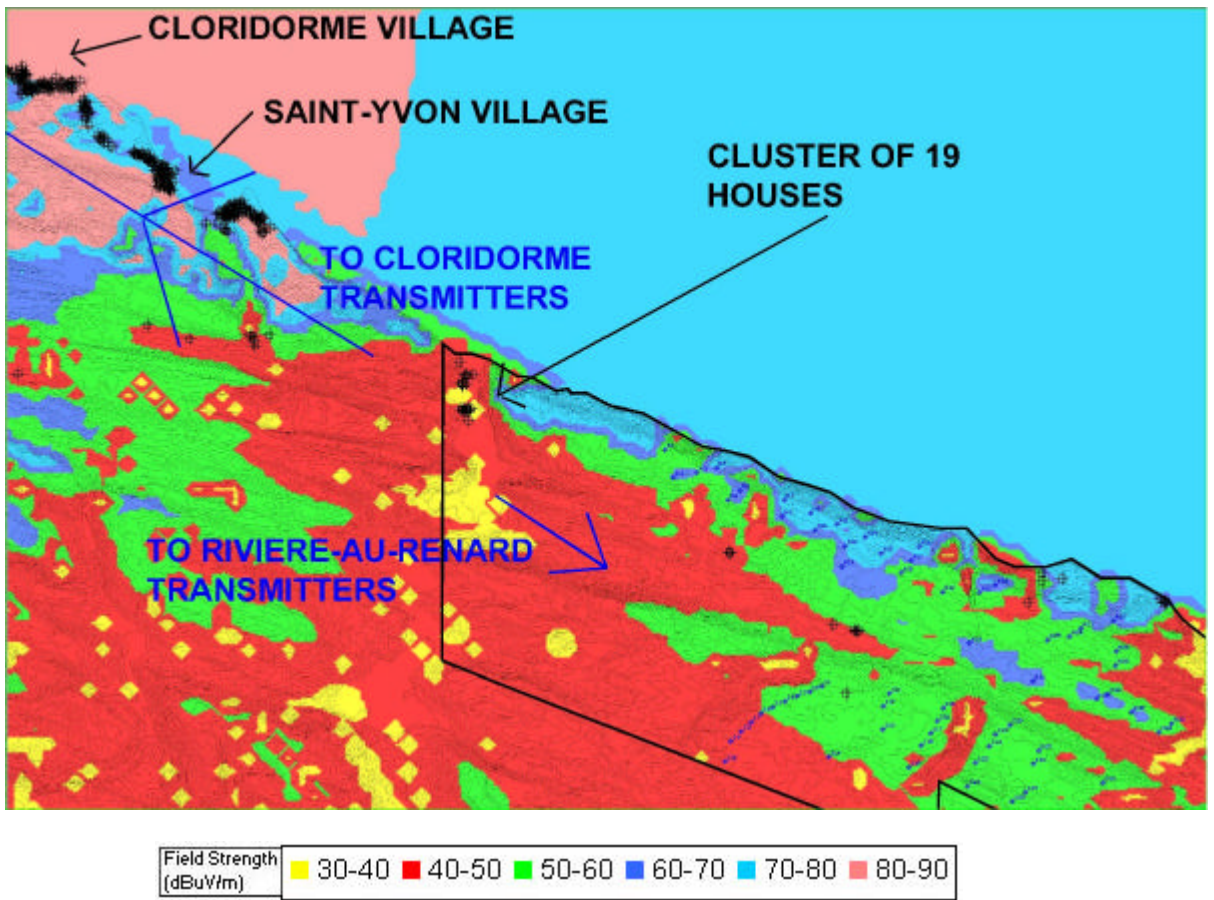 CLORIDORME VILLAGE
SAINT-YVON VILLAGE
CLUSTER OF 19
HOUSES
TO CLORIDORME
TRANSMITTERS
TO RIVIERE-AU-RENARD
TRANSMITTERS
Field Strength
(dBuV/m)
30-40 40-50 50-60 60-70 70-80 80-90